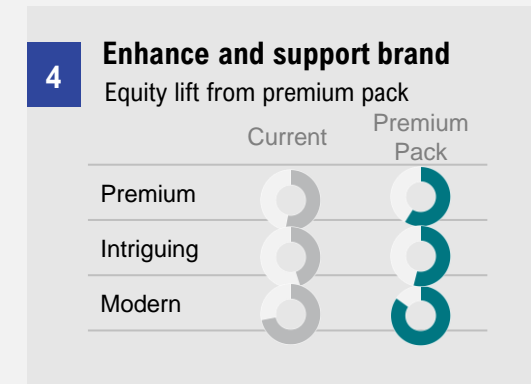 4
Enhance and support brand
Equity lift from premium pack
Current
Premium
Pack
Premium
Intriguing
Modern